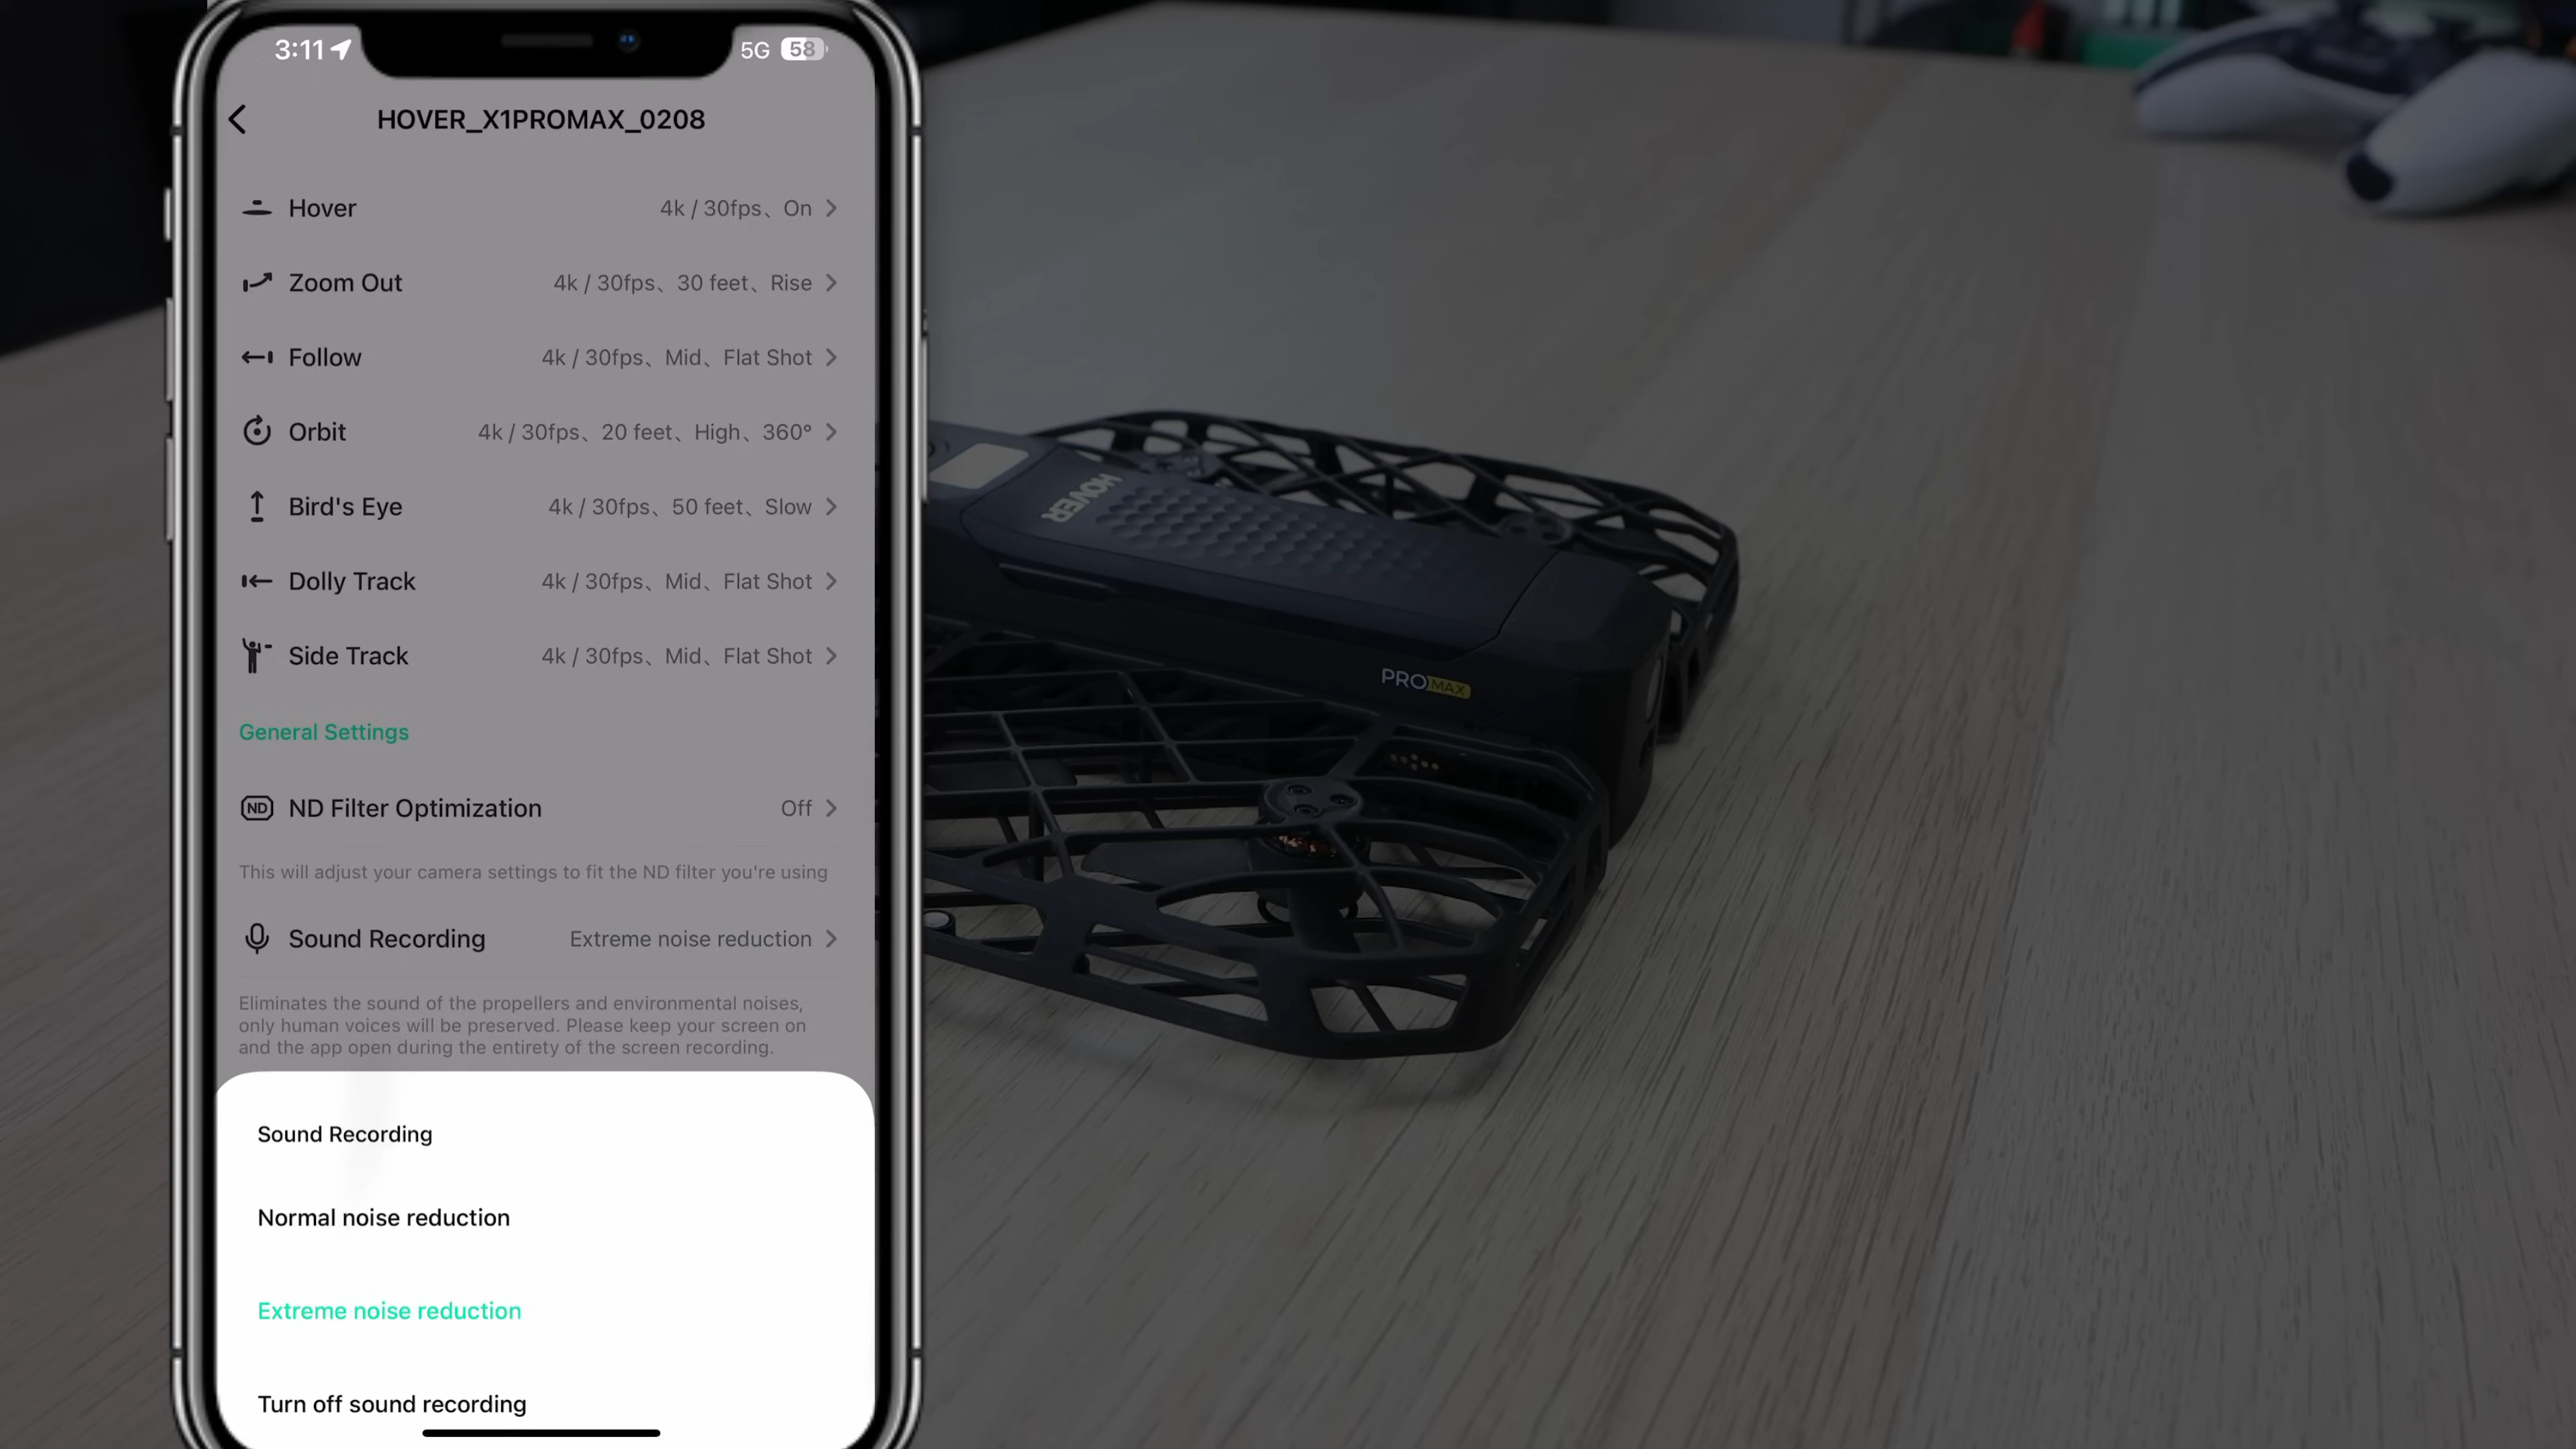 3:11
5G 58
HOVER_X1PROMAX_0208
Hover 4k / 30fps、On
Zoom Out 4k / 30fps、30 feet、Rise
Follow 4k / 30fps、Mid、Flat Shot
Orbit 4k / 30fps、20 feet、High、360°
Bird's Eye 4k / 30fps、50 feet、Slow
Dolly Track 4k / 30fps、Mid、Flat Shot
Side Track 4k / 30fps、Mid、Flat Shot
General Settings
ND ND Filter Optimization Off
This will adjust your camera settings to fit the ND filter you're using
Sound Recording Extreme noise reduction
Eliminates the sound of the propellers and environmental noises,
only human voices will be preserved. Please keep your screen on
and the app open during the entirety of the screen recording.
Sound Recording
Normal noise reduction
Extreme noise reduction
Turn off sound recording
HOVER
PRO MAX